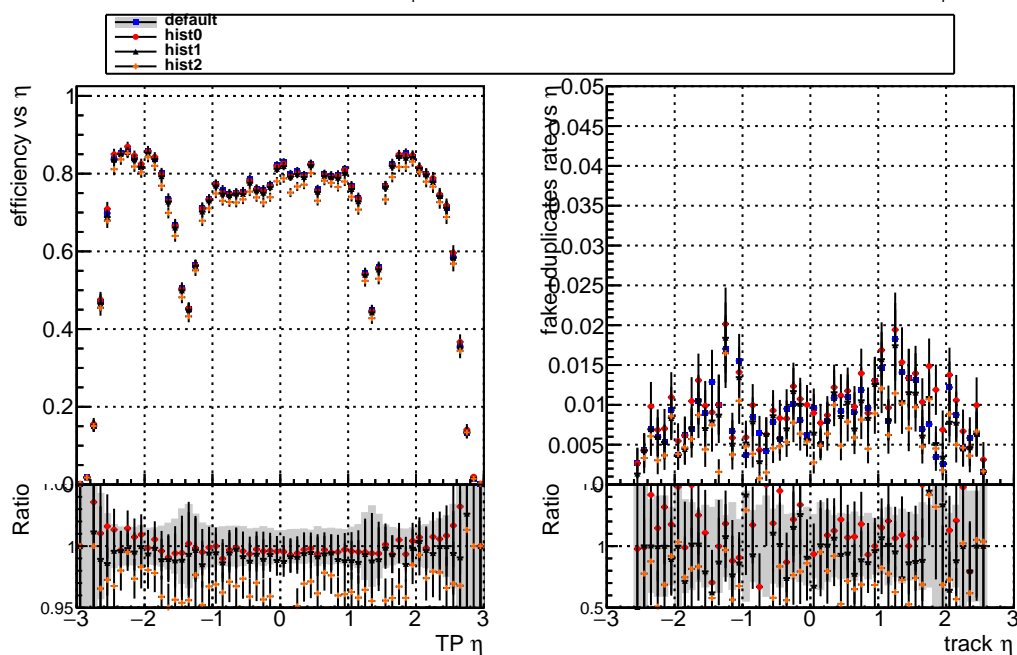 default
hist0
hist1
hist2
efficiency vs η
1
0.8
0.6
0.4
0.2
0
Ratio
1
0.95
−3 −2 −1 0 1 2 3
TP η
fake+duplicates rate vs η
0.05
0.045
0.04
0.035
0.03
0.025
0.02
0.015
0.01
0.005
0
Ratio
1
0.5
−3 −2 −1 0 1 2 3
track η